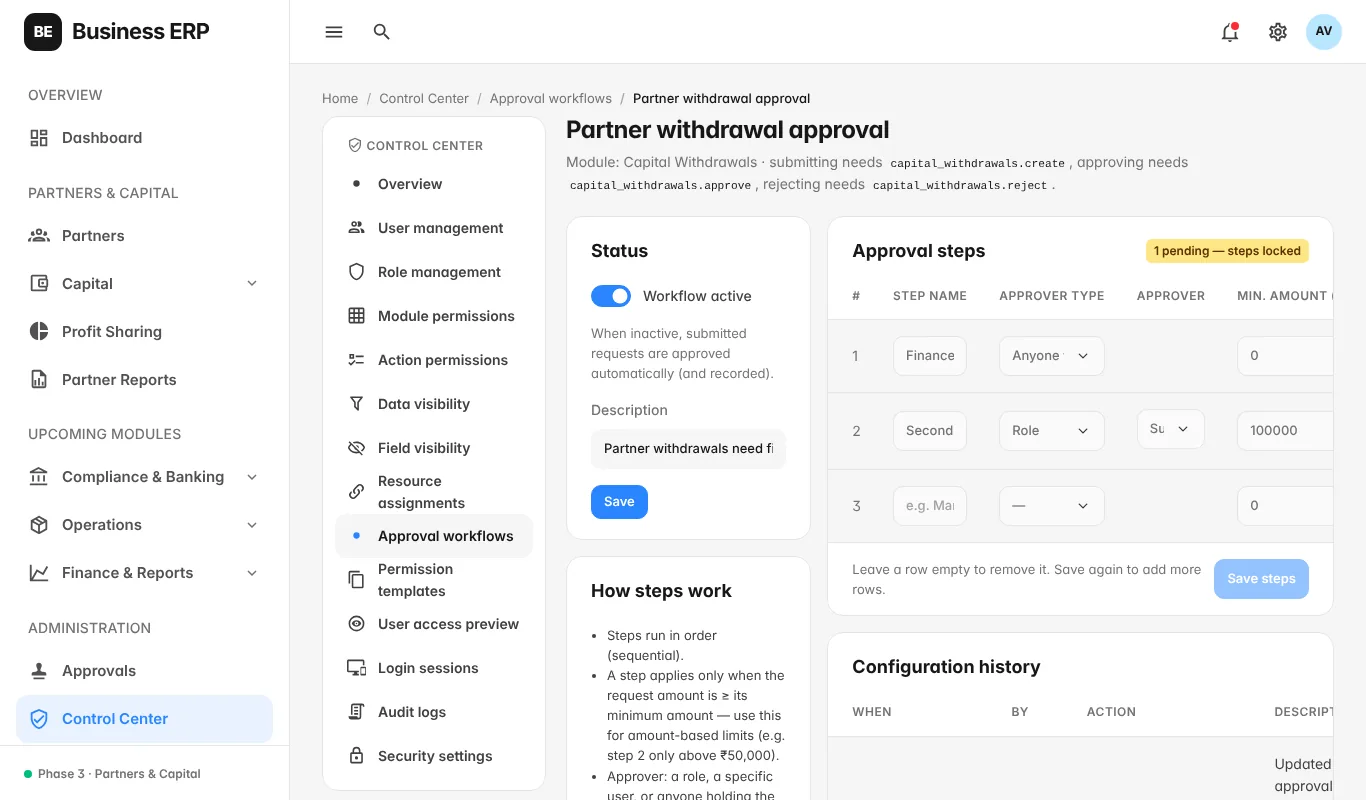 BE Business ERP
OVERVIEW
Dashboard
PARTNERS & CAPITAL
Partners
Capital
Profit Sharing
Partner Reports
UPCOMING MODULES
Compliance & Banking
Operations
Finance & Reports
ADMINISTRATION
Approvals
Control Center
Phase 3 · Partners & Capital
AV
Home / Control Center / Approval workflows / Partner withdrawal approval
CONTROL CENTER
Overview
User management
Role management
Module permissions
Action permissions
Data visibility
Field visibility
Resource
assignments
Approval workflows
Permission
templates
User access preview
Login sessions
Audit logs
Security settings
Partner withdrawal approval
Module: Capital Withdrawals · submitting needs capital_withdrawals.create , approving needs
capital_withdrawals.approve , rejecting needs capital_withdrawals.reject .
Status
Workflow active
When inactive, submitted
requests are approved
automatically (and recorded).
Description
Partner withdrawals need fi
Save
How steps work
• Steps run in order
(sequential).
• A step applies only when the
request amount is ≥ its
minimum amount — use this
for amount-based limits (e.g.
step 2 only above ₹50,000).
• Approver: a role, a specific
user, or anyone holding the
Approval steps
1 pending — steps locked
# STEP NAME APPROVER TYPE APPROVER MIN. AMOUNT (
1 Finance Anyone 0
2 Second Role Su 100000
3 e.g. Mar — 0
Leave a row empty to remove it. Save again to add more
rows.
Save steps
Configuration history
WHEN BY ACTION DESCRIPT
Updated
approval